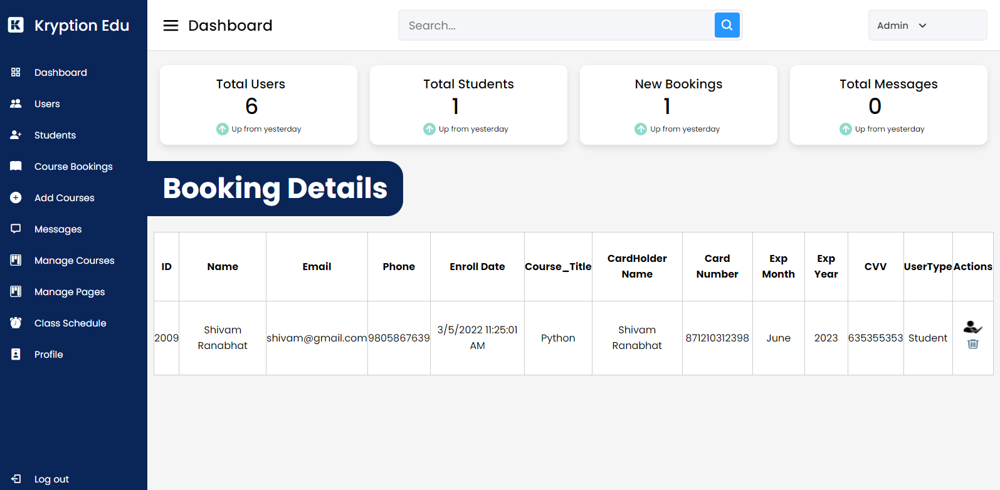 Kryption Edu
Dashboard
Search...
Admin
Dashboard
Users
Students
Course Bookings
Add Courses
Messages
Manage Courses
Manage Pages
Class Schedule
Profile
Log out
Total Users
6
Up from yesterday
Total Students
1
Up from yesterday
New Bookings
1
Up from yesterday
Total Messages
0
Up from yesterday
Booking Details
ID Name Email Phone Enroll Date Course_Title CardHolder Name Card Number Exp Month Exp Year CVV UserType Actions
2009 Shivam Ranabhat shivam@gmail.com 9805867639 3/5/2022 11:25:01 AM Python Shivam Ranabhat 871210312398 June 2023 635355353 Student